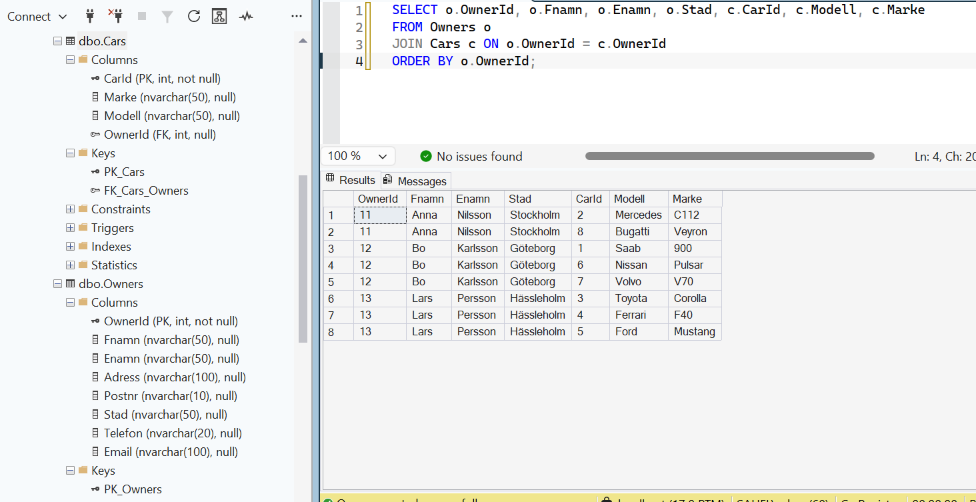 Connect
dbo.Cars
Columns
CarId (PK, int, not null)
Marke (nvarchar(50), null)
Modell (nvarchar(50), null)
OwnerId (FK, int, null)
Keys
PK_Cars
FK_Cars_Owners
Constraints
Triggers
Indexes
Statistics
dbo.Owners
Columns
OwnerId (PK, int, not null)
Fnamn (nvarchar(50), null)
Enamn (nvarchar(50), null)
Adress (nvarchar(100), null)
Postnr (nvarchar(10), null)
Stad (nvarchar(50), null)
Telefon (nvarchar(20), null)
Email (nvarchar(100), null)
Keys
PK_Owners
1 SELECT o.OwnerId, o.Fnamn, o.Enamn, o.Stad, c.CarId, c.Modell, c.Marke
2 FROM Owners o
3 JOIN Cars c ON o.OwnerId = c.OwnerId
4 ORDER BY o.OwnerId;
100 % No issues found Ln: 4, Ch: 20
Results Messages
OwnerId Fnamn Enamn Stad CarId Modell Marke
1 11 Anna Nilsson Stockholm 2 Mercedes C112
2 11 Anna Nilsson Stockholm 8 Bugatti Veyron
3 12 Bo Karlsson Göteborg 1 Saab 900
4 12 Bo Karlsson Göteborg 6 Nissan Pulsar
5 12 Bo Karlsson Göteborg 7 Volvo V70
6 13 Lars Persson Hässleholm 3 Toyota Corolla
7 13 Lars Persson Hässleholm 4 Ferrari F40
8 13 Lars Persson Hässleholm 5 Ford Mustang